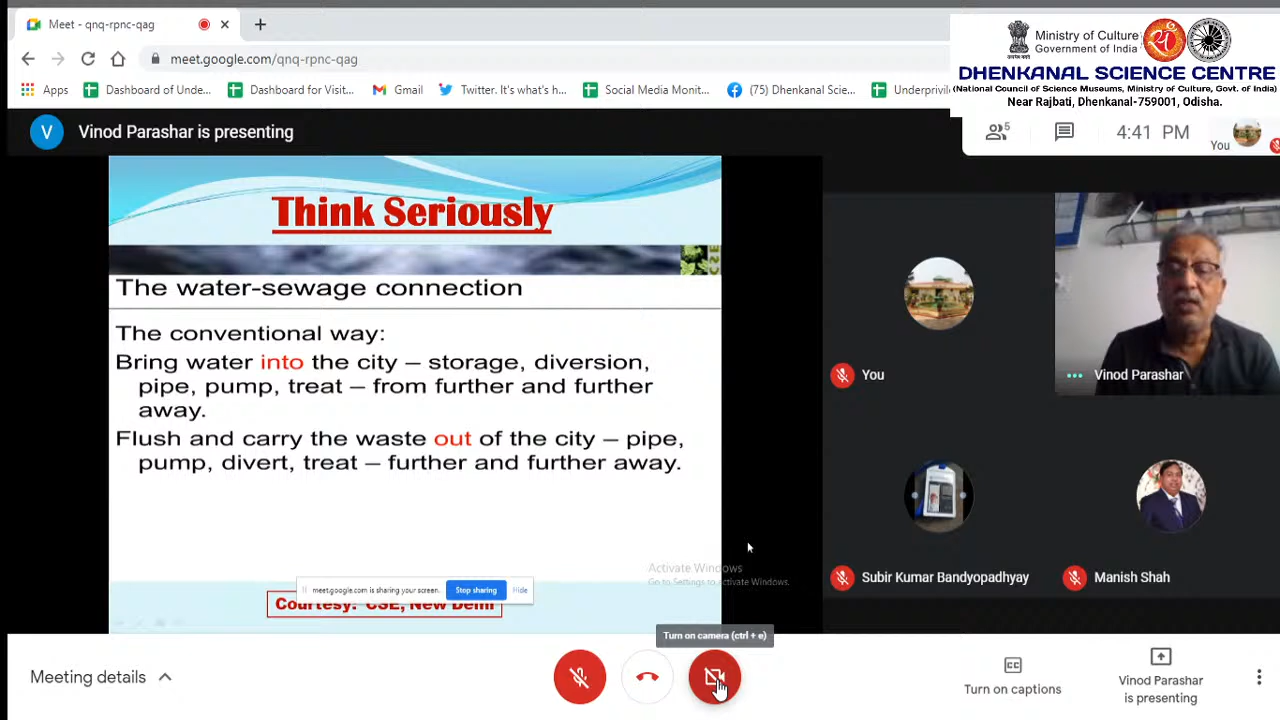 Meet - qnq-rpnc-qag
meet.google.com/qnq-rpnc-qag
Apps
Dashboard of Unde...
Dashboard for Visit...
Gmail
Twitter. It's what's h...
Social Media Monit...
(75) Dhenkanal Scie...
Underprivile
Ministry of Culture
Government of India
DHENKANAL SCIENCE CENTRE
(National Council of Science Museums, Ministry of Culture, Govt. of India)
Near Rajbati, Dhenkanal-759001, Odisha.
V
Vinod Parashar is presenting
5
4:41 PM
You
Think Seriously
CSE
The water-sewage connection
The conventional way:
Bring water into the city – storage, diversion,
pipe, pump, treat – from further and further
away.
Flush and carry the waste out of the city – pipe,
pump, divert, treat – further and further away.
Activate Windows
Go to Settings to Activate Windows.
meet.google.com is sharing your screen.
Stop sharing
Hide
Courtesy: CSE, New Delhi
You
Vinod Parashar
Subir Kumar Bandyopadhyay
Manish Shah
Turn on camera (ctrl + e)
Meeting details
CC
Turn on captions
Vinod Parashar
is presenting